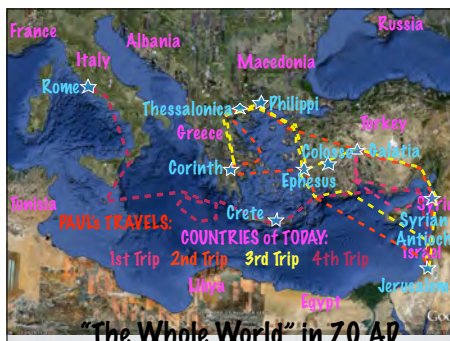 France
Russia
Albania
Italy
Macedonia
Rome
Thessalonica Philippi
Greece
Turkey
Colosse Galatia
Corinth
Ephesus
Tunisia
Crete
Syrian
Antioch
PAUL's TRAVELS:
COUNTRIES of TODAY:
Israel
1st Trip 2nd Trip 3rd Trip 4th Trip
Libya
Egypt
Jerusalem
"The Whole World" in 70 AD